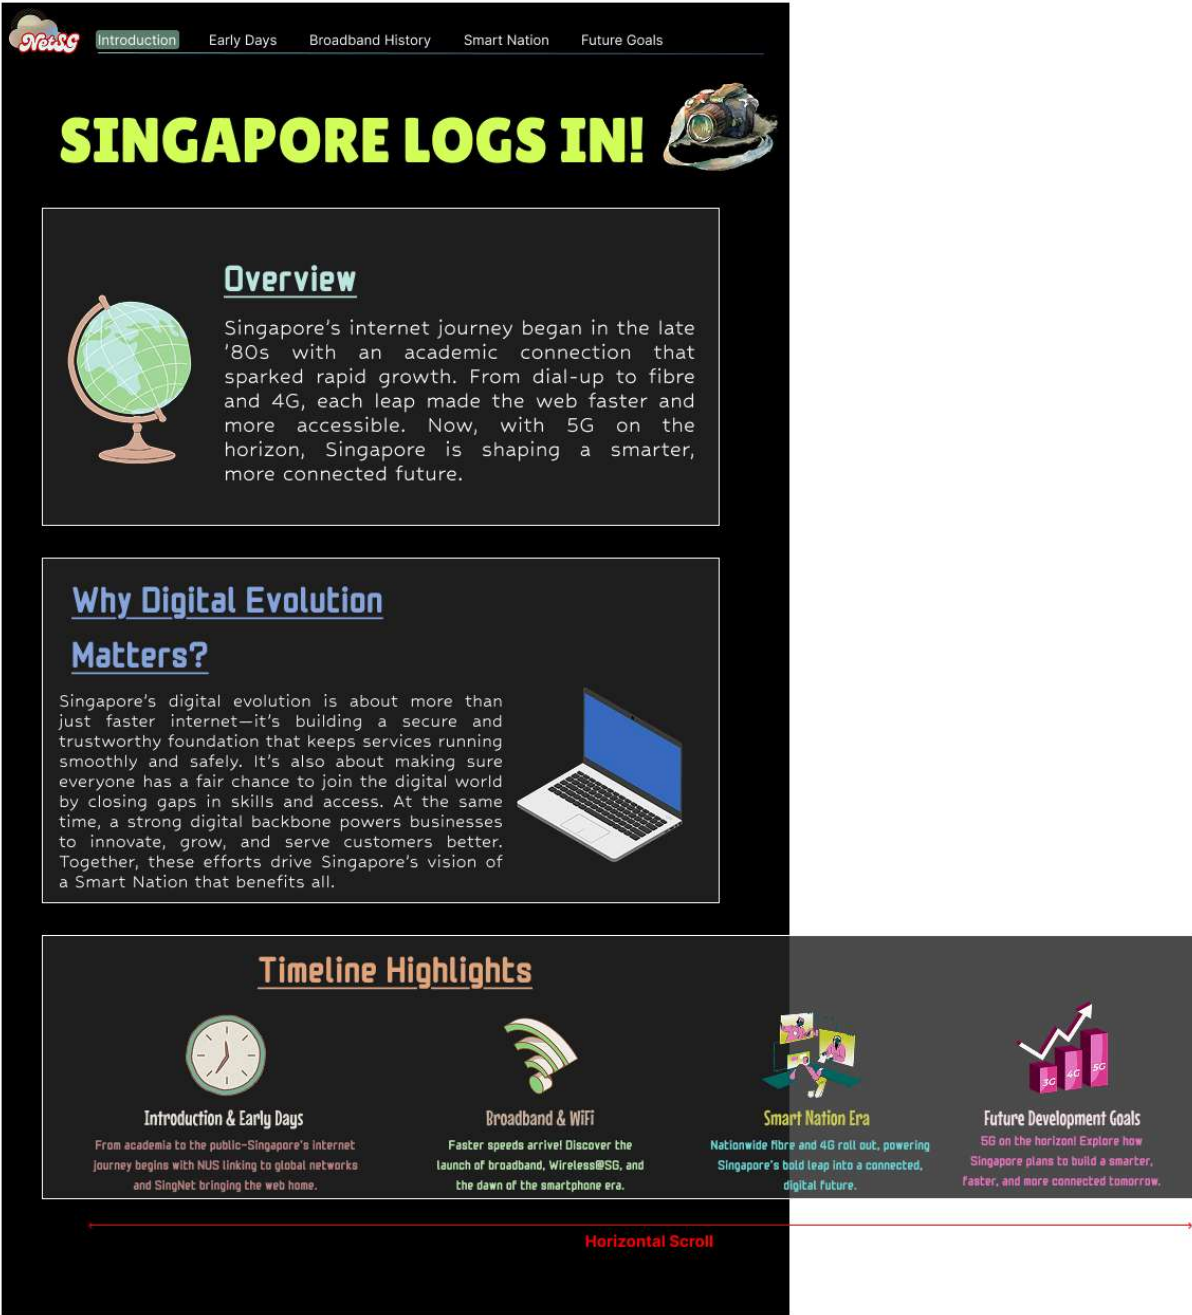 NetSG
Introduction
Early Days
Broadband History
Smart Nation
Future Goals
SINGAPORE LOGS IN!
Overview
Singapore's internet journey began in the late
'80s with an academic connection that
sparked rapid growth. From dial-up to fibre
and 4G, each leap made the web faster and
more accessible. Now, with 5G on the
horizon, Singapore is shaping a smarter,
more connected future.
Why Digital Evolution
Matters?
Singapore's digital evolution is about more than
just faster internet—it's building a secure and
trustworthy foundation that keeps services running
smoothly and safely. It's also about making sure
everyone has a fair chance to join the digital world
by closing gaps in skills and access. At the same
time, a strong digital backbone powers businesses
to innovate, grow, and serve customers better.
Together, these efforts drive Singapore's vision of
a Smart Nation that benefits all.
Timeline Highlights
Introduction & Early Days
From academia to the public-Singapore's internet
journey begins with NUS linking to global networks
and SingNet bringing the web home.
Broadband & WiFi
Faster speeds arrive! Discover the
launch of broadband, Wireless@SG, and
the dawn of the smartphone era.
Smart Nation Era
Nationwide fibre and 4G roll out, powering
Singapore's bold leap into a connected,
digital future.
3G
4G
5G
Future Development Goals
5G on the horizon! Explore how
Singapore plans to build a smarter,
faster, and more connected tomorrow.
Horizontal Scroll